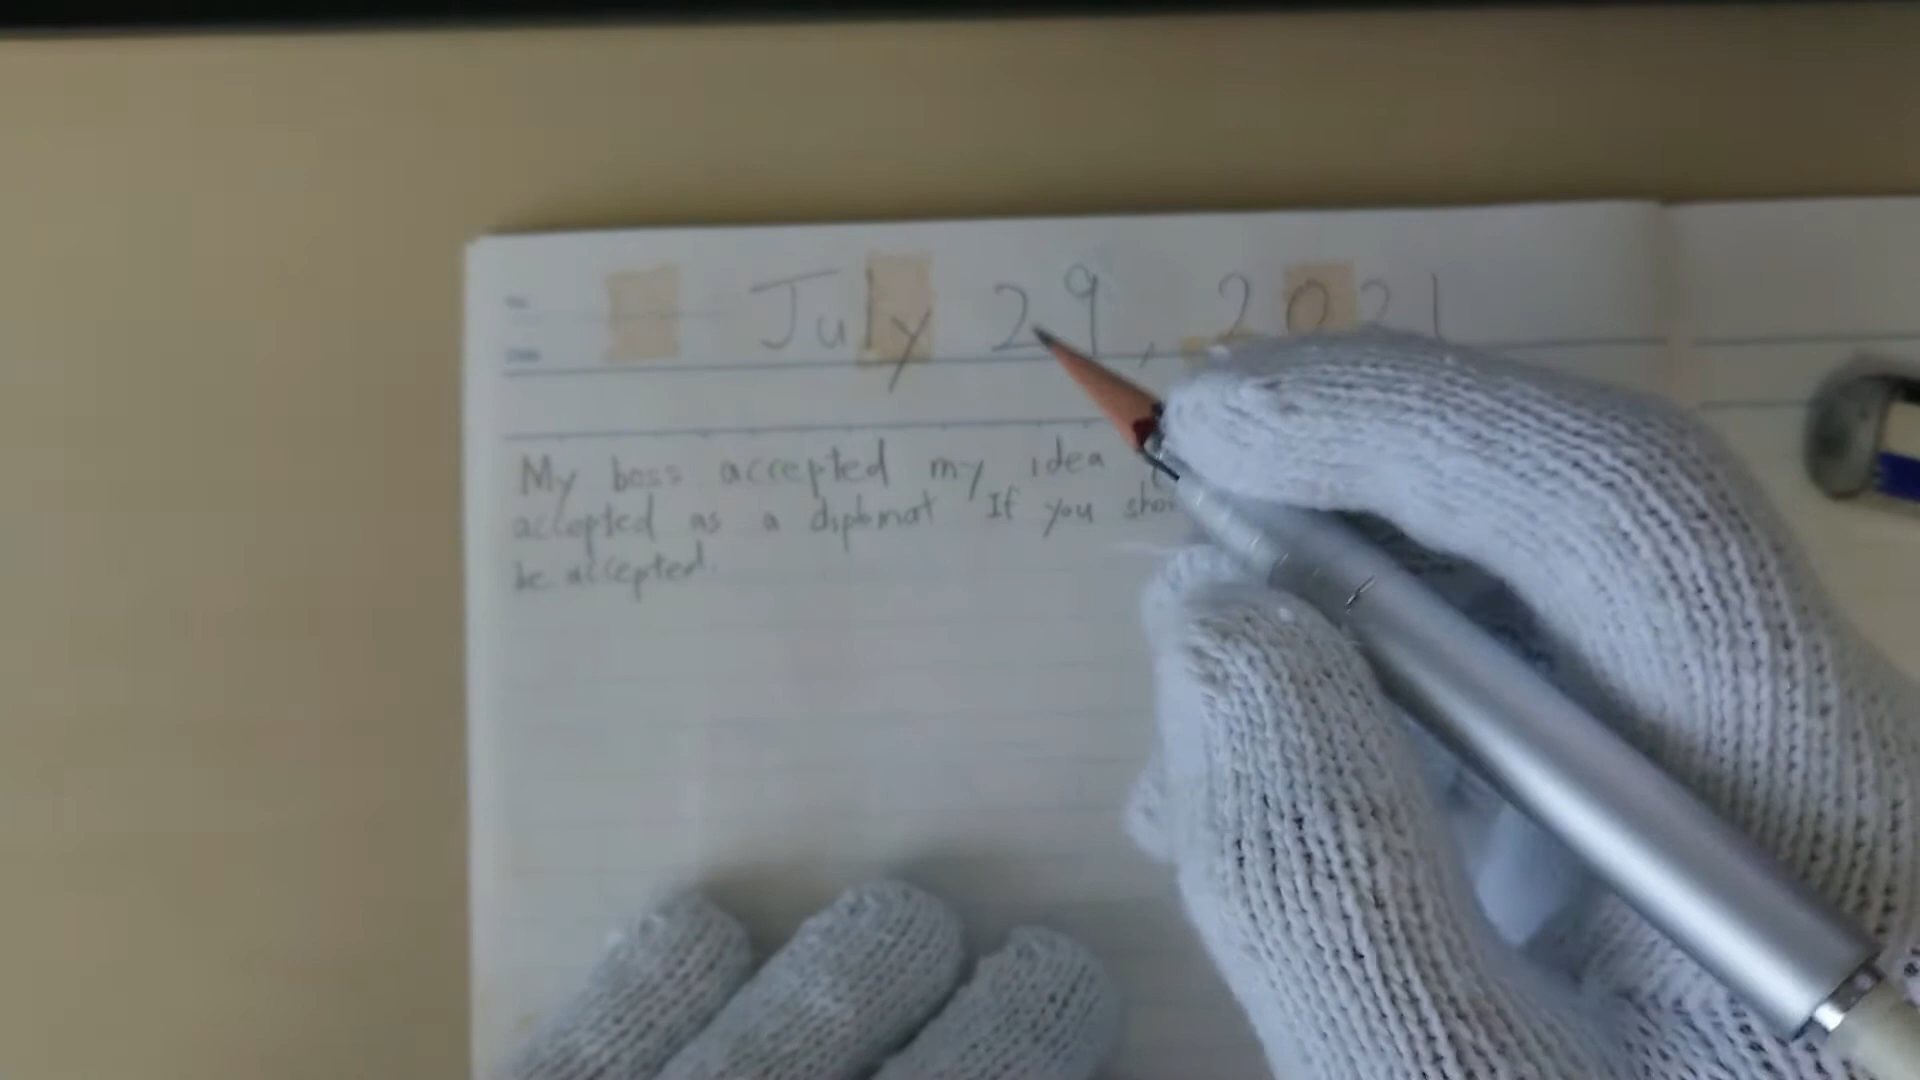 July 29, 2021
My boss accepted my idea
accepted as a diplomat If you
be accepted.